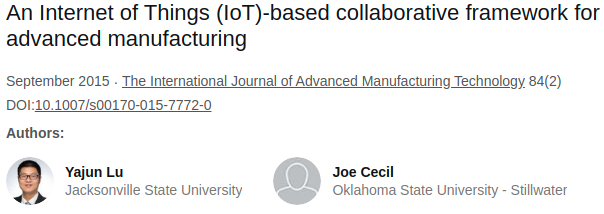 An Internet of Things (IoT)-based collaborative framework for
advanced manufacturing
September 2015 · The International Journal of Advanced Manufacturing Technology 84(2)
DOI:10.1007/s00170-015-7772-0
Authors:
Yajun Lu
Jacksonville State University
Joe Cecil
Oklahoma State University - Stillwater